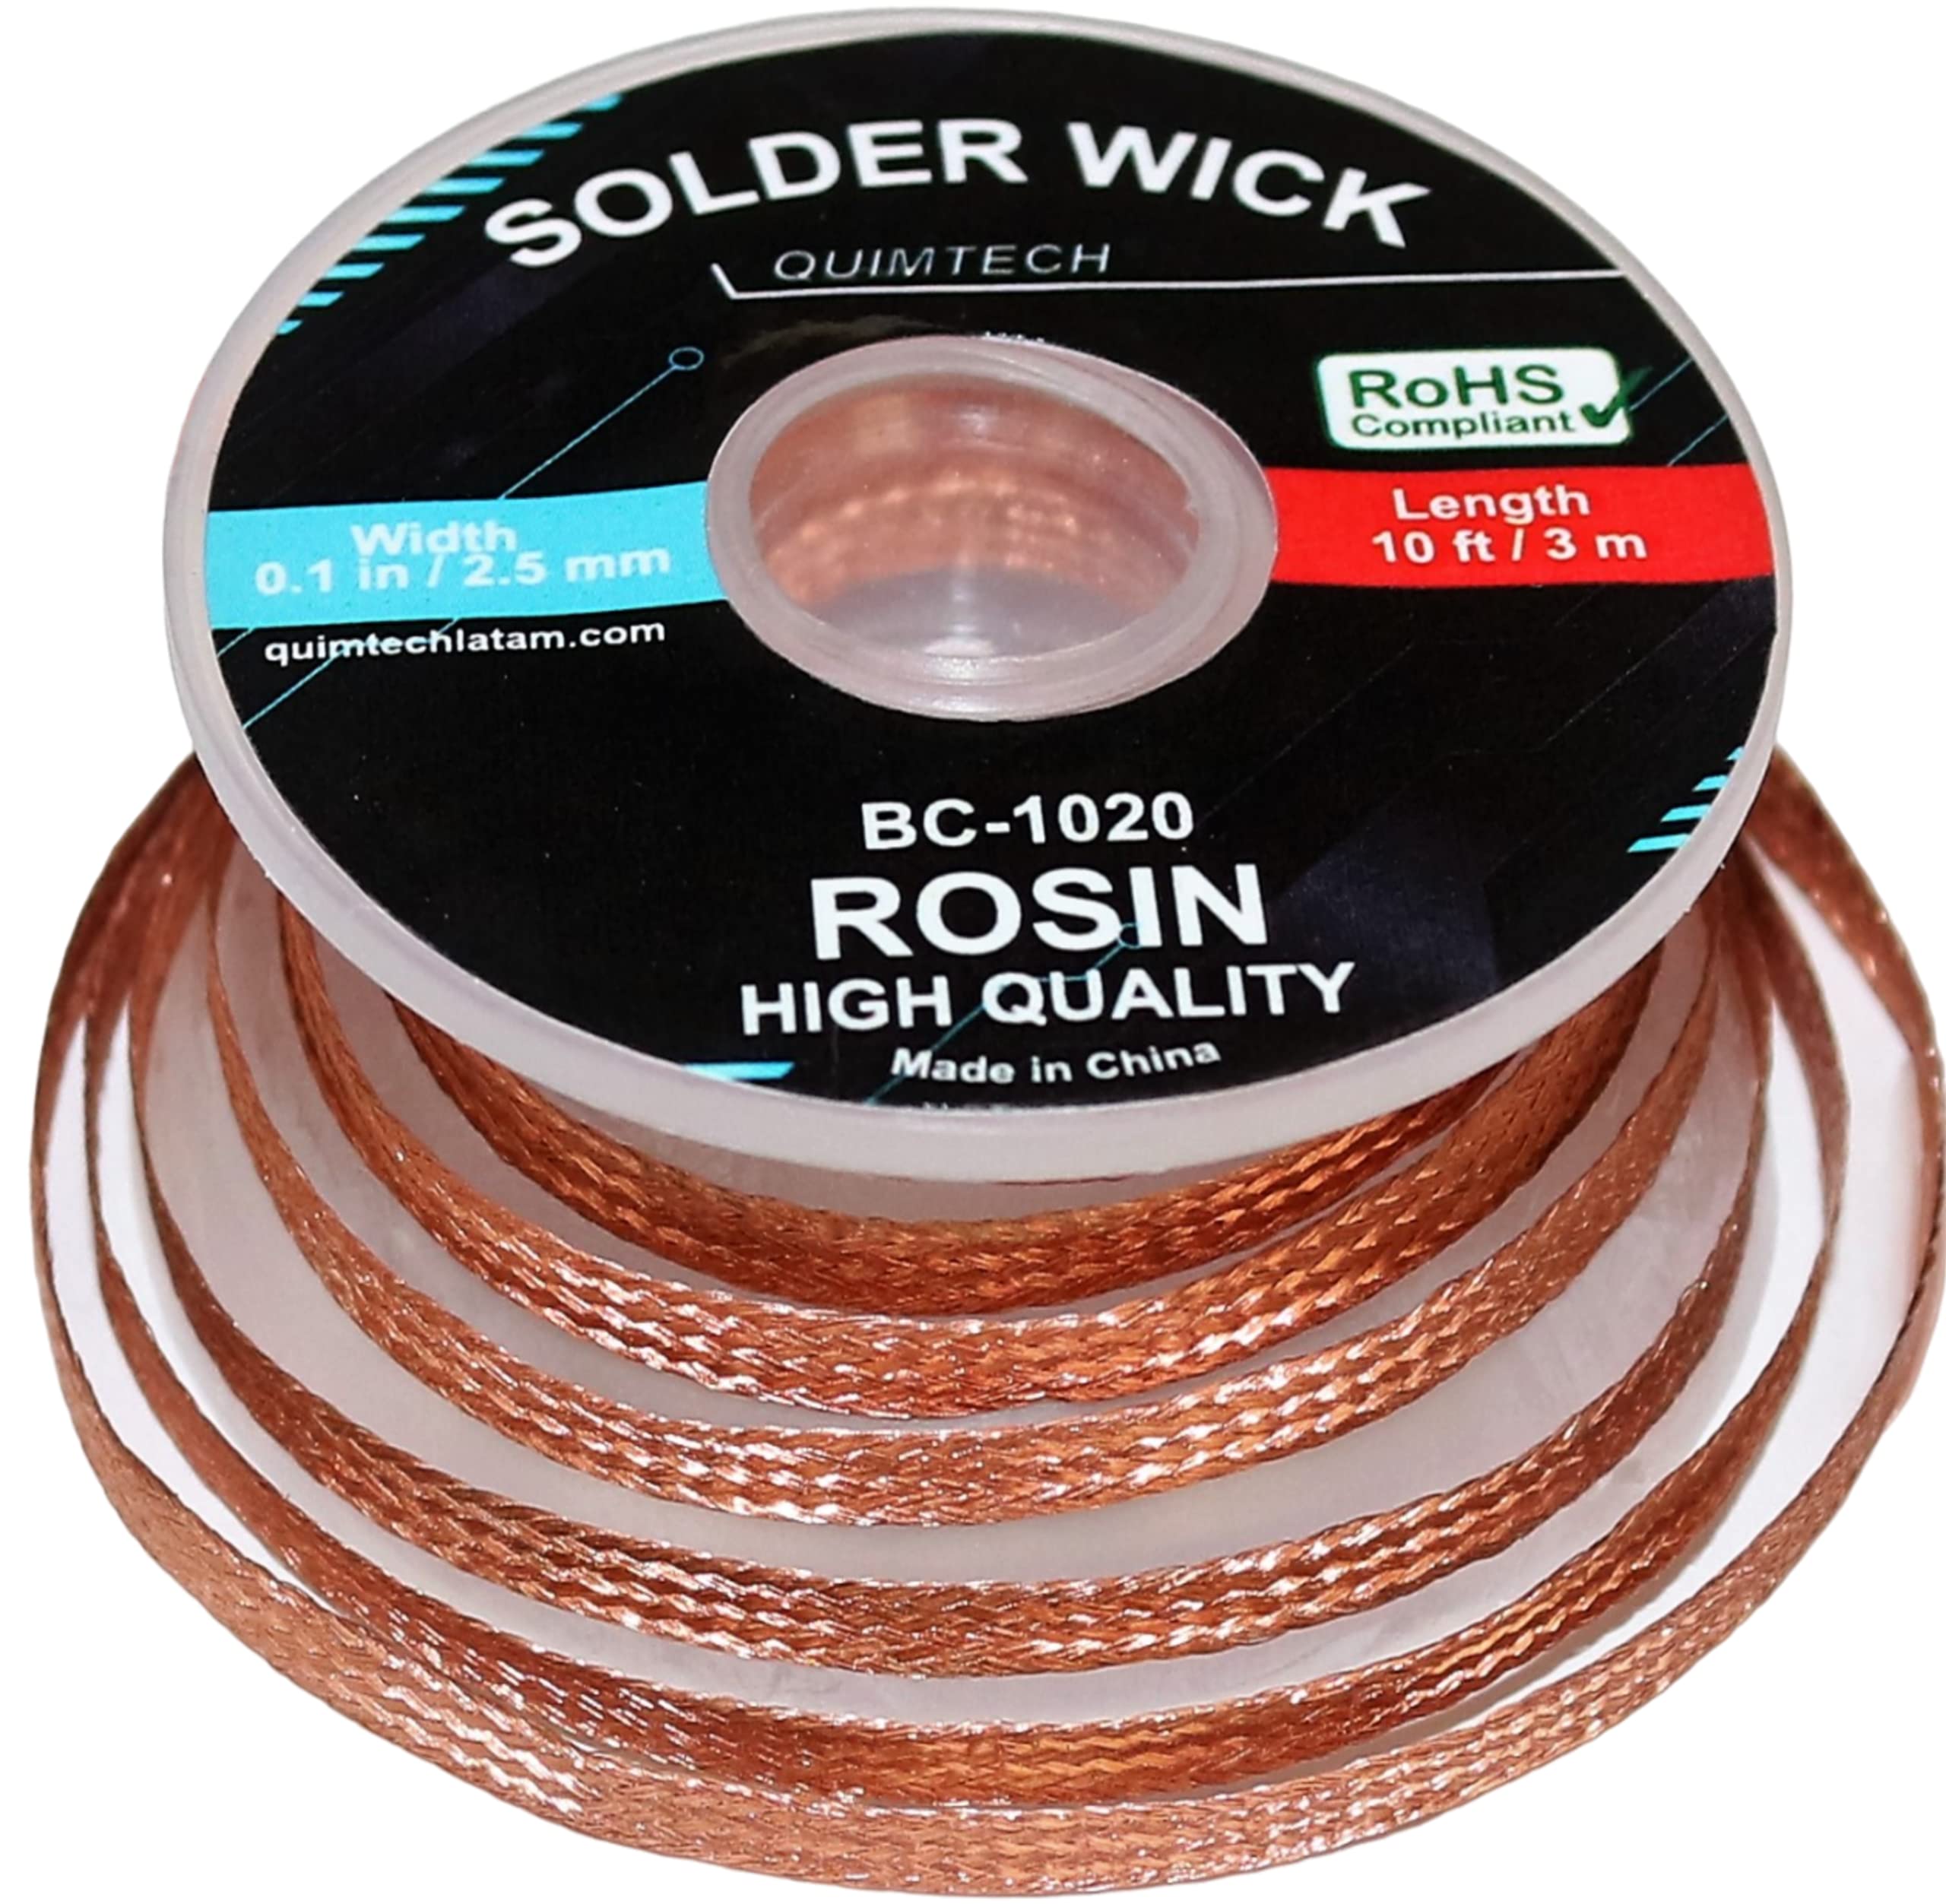 SOLDER WICK
QUIMTECH
RoHS
Compliant
Width
0.1 in / 2.5 mm
quimtechlatam.com
Length
10 ft / 3 m
BC-1020
ROSIN
HIGH QUALITY
Made in China